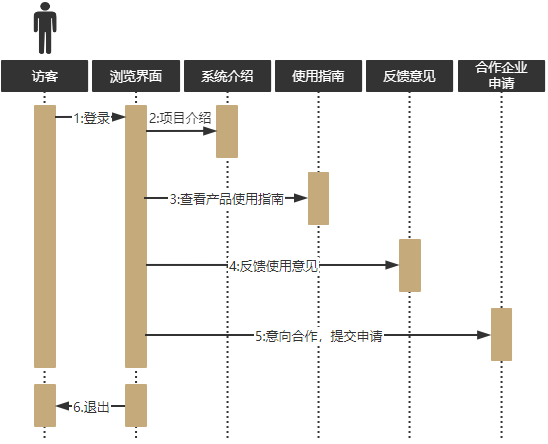 访客
浏览界面
系统介绍
使用指南
反馈意见
合作企业
申请
1:登录
2:项目介绍
3:查看产品使用指南
4:反馈使用意见
5:意向合作，提交申请
6.退出